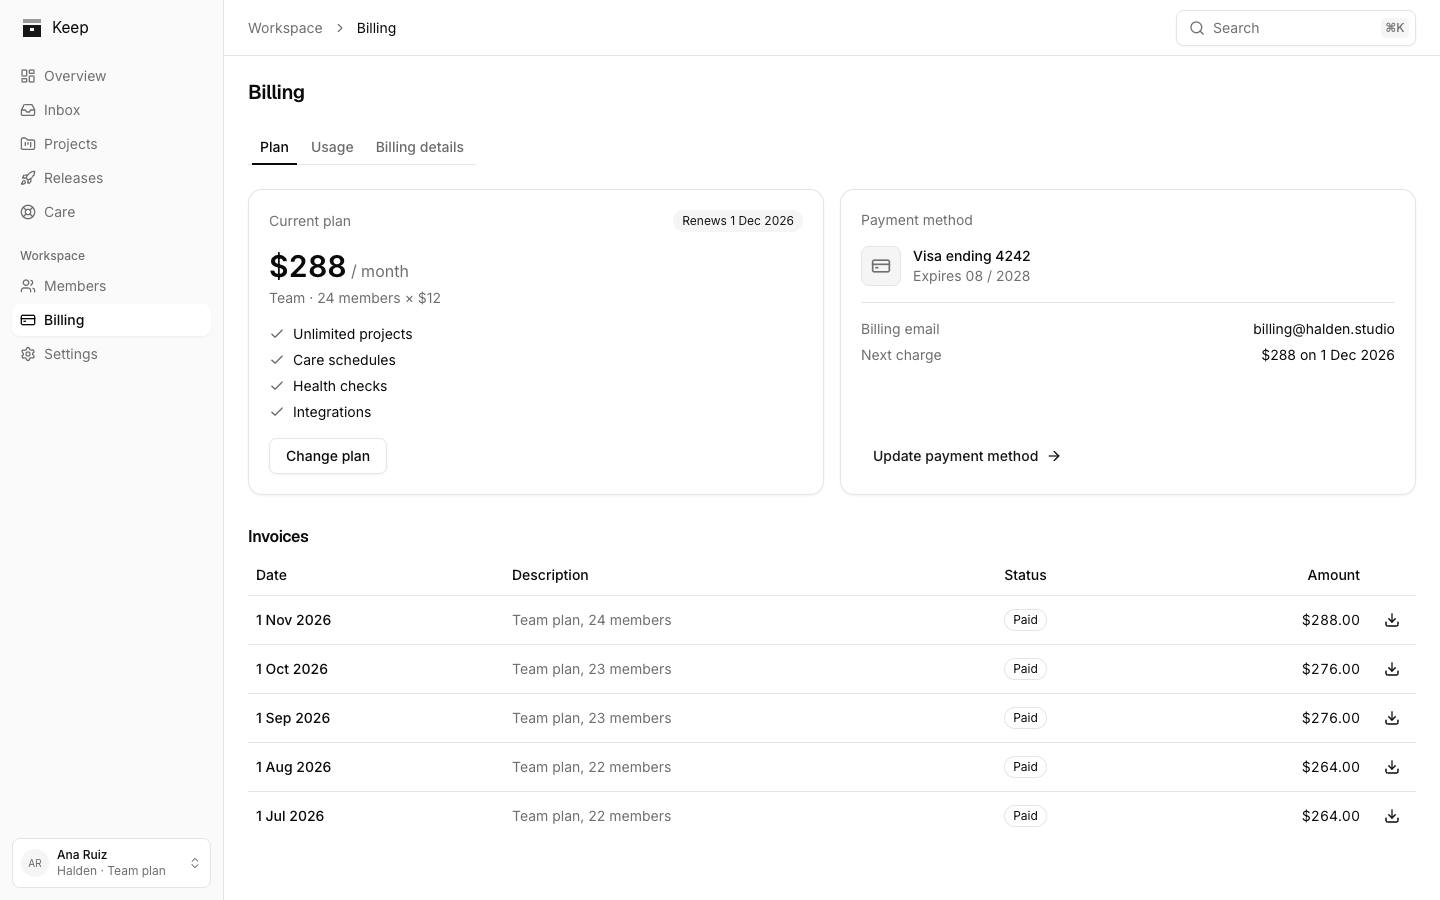 Keep
Overview
Inbox
Projects
Releases
Care
Workspace
Members
Billing
Settings
Ana Ruiz
Halden · Team plan
AR
Workspace > Billing
Search ⌘K
Billing
Plan Usage Billing details
Current plan
Renews 1 Dec 2026
$288 / month
Team · 24 members × $12
Unlimited projects
Care schedules
Health checks
Integrations
Change plan
Payment method
Visa ending 4242
Expires 08 / 2028
Billing email billing@halden.studio
Next charge $288 on 1 Dec 2026
Update payment method →
Invoices
Date Description Status Amount
1 Nov 2026 Team plan, 24 members Paid $288.00
1 Oct 2026 Team plan, 23 members Paid $276.00
1 Sep 2026 Team plan, 23 members Paid $276.00
1 Aug 2026 Team plan, 22 members Paid $264.00
1 Jul 2026 Team plan, 22 members Paid $264.00